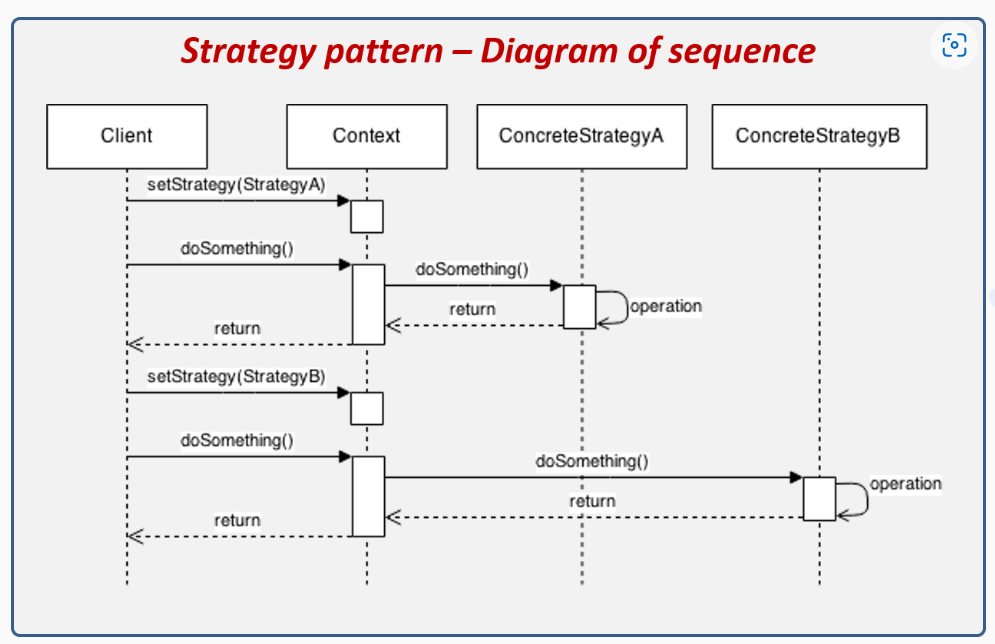 Strategy pattern – Diagram of sequence
Client
Context
ConcreteStrategyA
ConcreteStrategyB
setStrategy(StrategyA)
doSomething()
doSomething()
operation
return
return
setStrategy(StrategyB)
doSomething()
doSomething()
operation
return
return